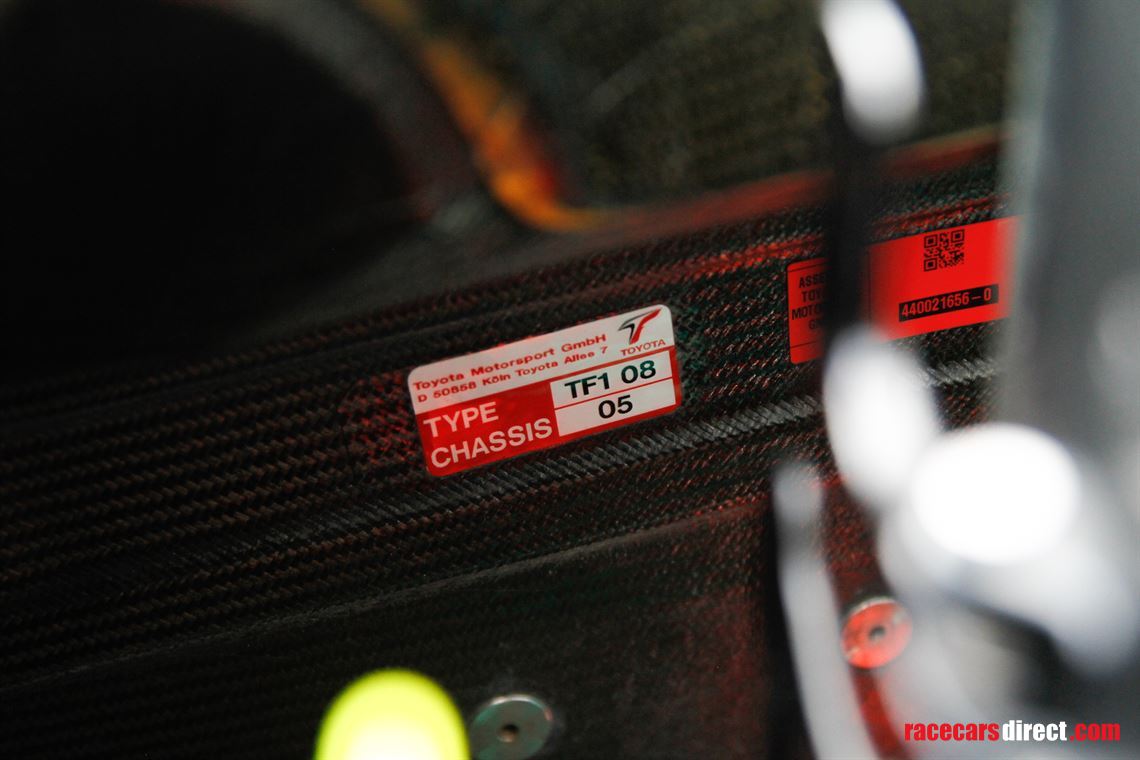 Toyota Motorsport GmbH
D 50858 Köln Toyota Allee 7
TOYOTA
TYPE TF1 08
CHASSIS 05
440021656-0
racecarsdirect.com